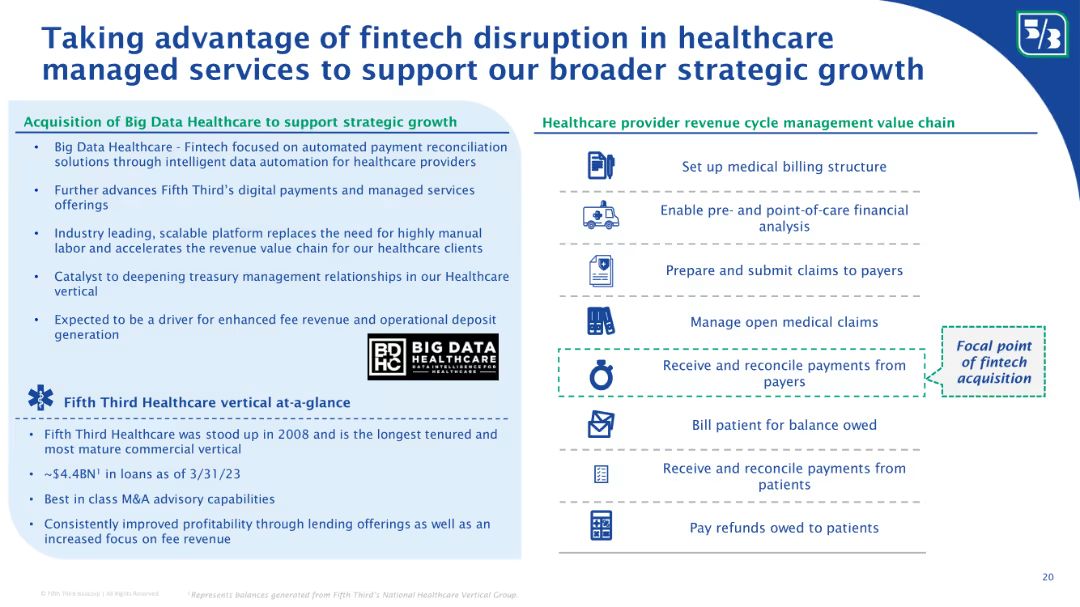 Taking advantage of fintech disruption in healthcare
managed services to support our broader strategic growth
5/3
Acquisition of Big Data Healthcare to support strategic growth
• Big Data Healthcare - Fintech focused on automated payment reconciliation
solutions through intelligent data automation for healthcare providers
• Further advances Fifth Third's digital payments and managed services
offerings
• Industry leading, scalable platform replaces the need for highly manual
labor and accelerates the revenue value chain for our healthcare clients
• Catalyst to deepening treasury management relationships in our Healthcare
vertical
• Expected to be a driver for enhanced fee revenue and operational deposit
generation
BDHC
BIG DATA
HEALTHCARE
DATA INTELLIGENCE FOR
HEALTHCARE
Fifth Third Healthcare vertical at-a-glance
• Fifth Third Healthcare was stood up in 2008 and is the longest tenured and
most mature commercial vertical
• ~$4.4BN¹ in loans as of 3/31/23
• Best in class M&A advisory capabilities
• Consistently improved profitability through lending offerings as well as an
increased focus on fee revenue
Healthcare provider revenue cycle management value chain
Set up medical billing structure
Enable pre- and point-of-care financial
analysis
Prepare and submit claims to payers
Manage open medical claims
Receive and reconcile payments from
payers
Focal point
of fintech
acquisition
Bill patient for balance owed
Receive and reconcile payments from
patients
Pay refunds owed to patients
20
© Fifth Third Bancorp | All Rights Reserved
¹ Represents balances generated from Fifth Third's National Healthcare Vertical Group.